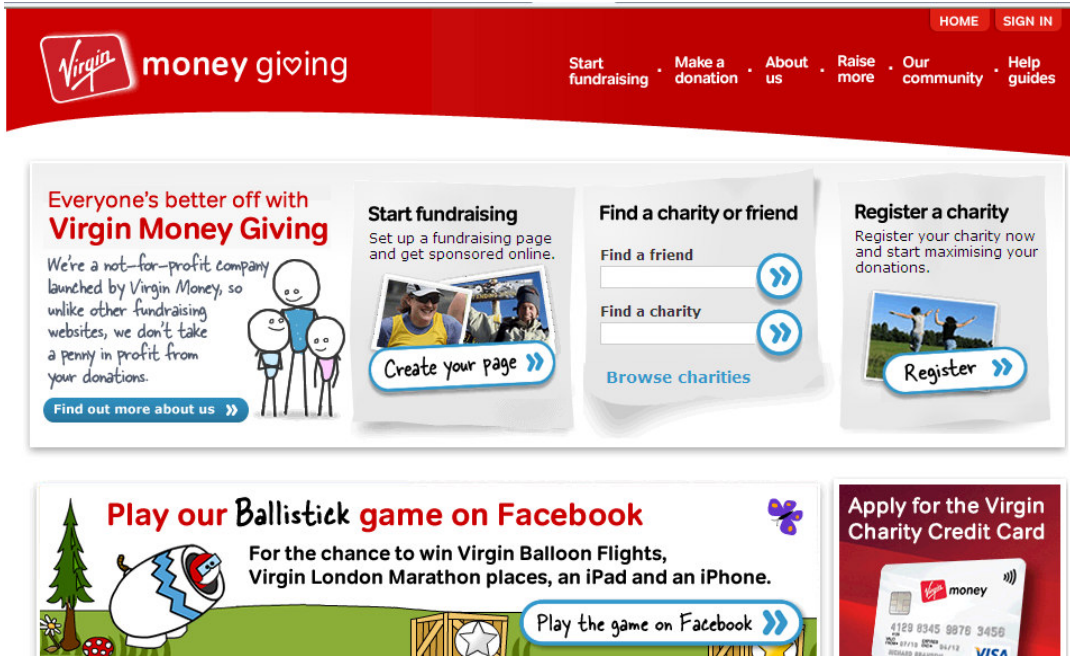 HOME SIGN IN
Virgin money giving
Start fundraising
Make a donation
About us
Raise more
Our community
Help guides
Everyone's better off with
Virgin Money Giving
We're a not-for-profit company
launched by Virgin Money, so
unlike other fundraising
websites, we don't take
a penny in profit from
your donations.
Find out more about us
Start fundraising
Set up a fundraising page
and get sponsored online.
Create your page
Find a charity or friend
Find a friend
Find a charity
Browse charities
Register a charity
Register your charity now
and start maximising your
donations.
Register
Play our Ballistick game on Facebook
For the chance to win Virgin Balloon Flights,
Virgin London Marathon places, an iPad and an iPhone.
Play the game on Facebook
Apply for the Virgin
Charity Credit Card
Virgin money
4129 8345 9876 3456
VISA